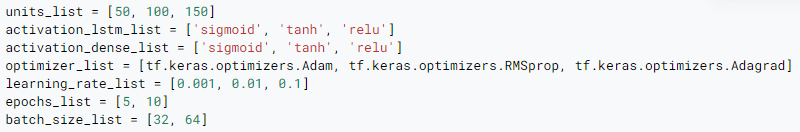 units_list = [50, 100, 150]
activation_lstm_list = ['sigmoid', 'tanh', 'relu']
activation_dense_list = ['sigmoid', 'tanh', 'relu']
optimizer_list = [tf.keras.optimizers.Adam, tf.keras.optimizers.RMSprop, tf.keras.optimizers.Adagrad]
learning_rate_list = [0.001, 0.01, 0.1]
epochs_list = [5, 10]
batch_size_list = [32, 64]